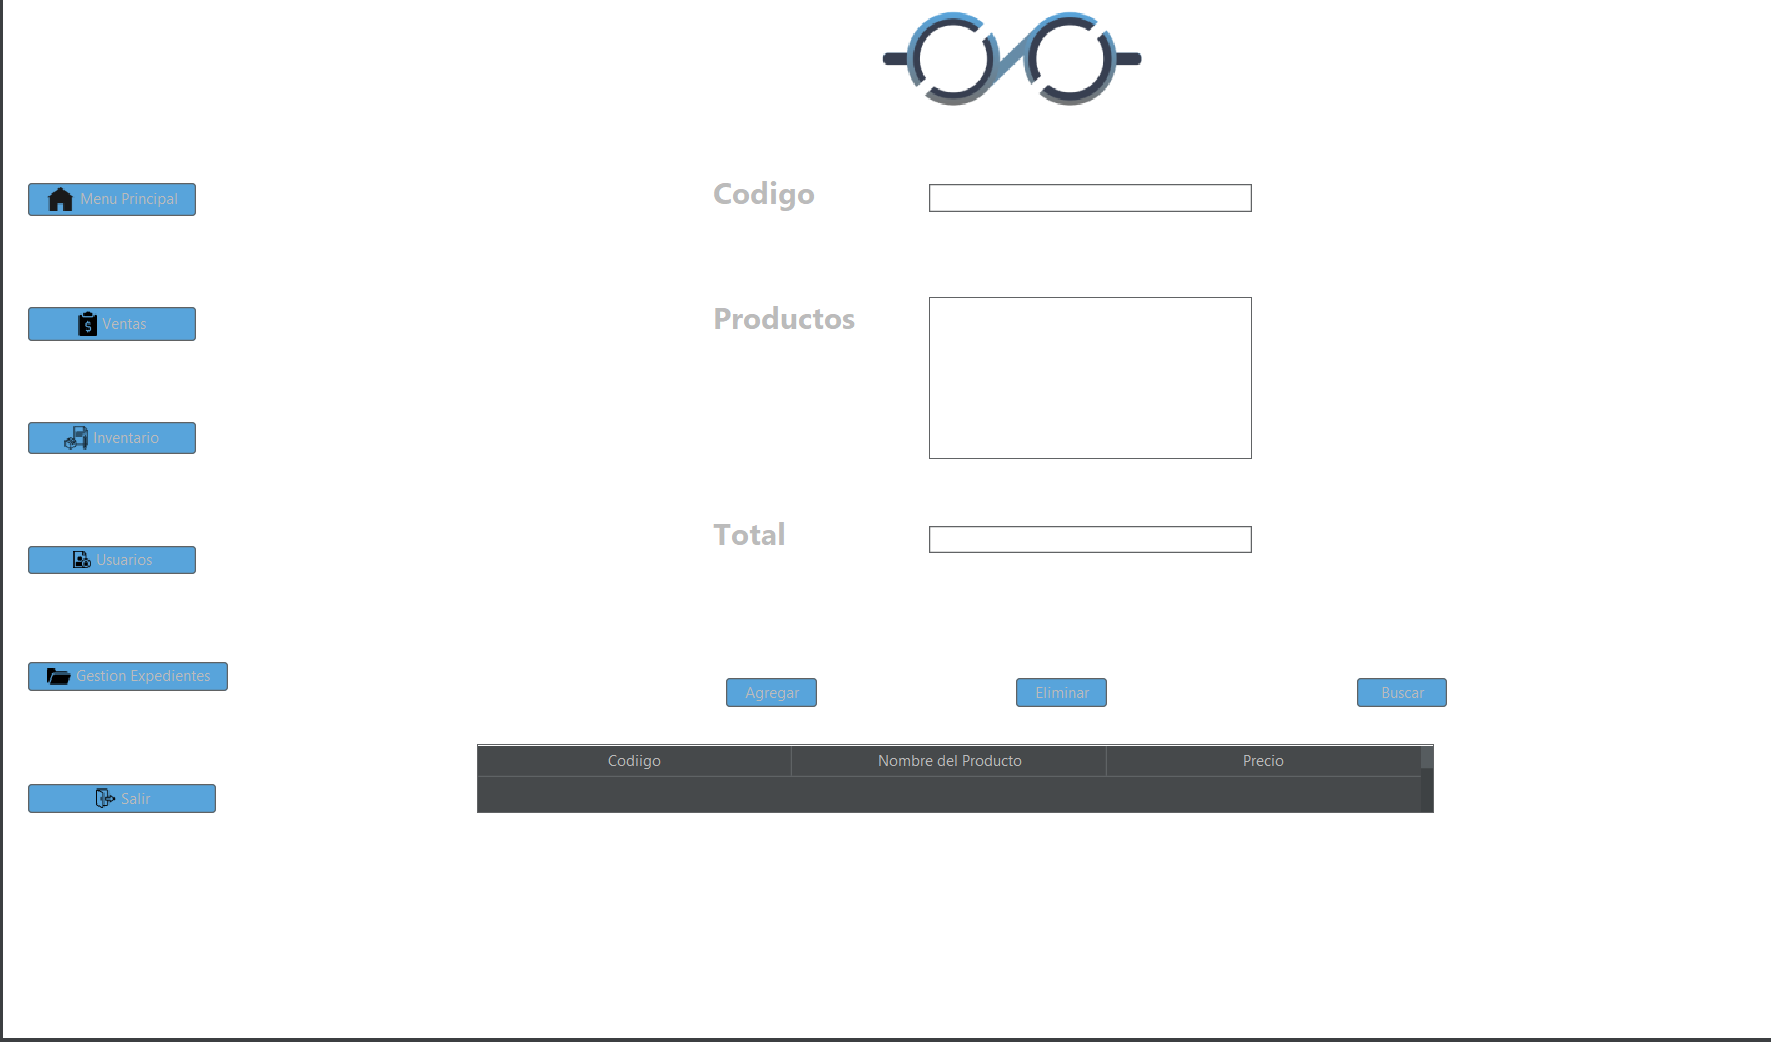 Menu Principal
Ventas
Inventario
Usuarios
Gestion Expedientes
Salir
Codigo
Productos
Total
Agregar
Eliminar
Buscar
Codiigo
Nombre del Producto
Precio